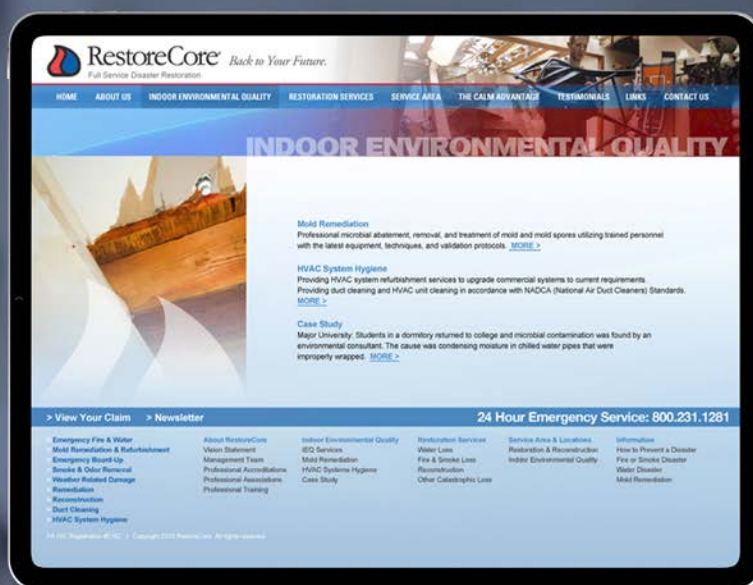 RestoreCore Back to Your Future.
Full Service Disaster Restoration
HOME ABOUT US INDOOR ENVIRONMENTAL QUALITY RESTORATION SERVICES SERVICE AREA THE CALM ADVANTAGE TESTIMONIALS LINKS CONTACT US
INDOOR ENVIRONMENTAL QUALITY
Mold Remediation
Professional microbial abatement, removal, and treatment of mold and mold spores utilizing trained personnel
with the latest equipment, techniques, and validation protocols. MORE >
HVAC System Hygiene
Providing HVAC system refurbishment services to upgrade commercial systems to current requirements.
Providing duct cleaning and HVAC unit cleaning in accordance with NADCA (National Air Duct Cleaners) Standards.
MORE >
Case Study
Major University: Students in a dormitory returned to college and microbial contamination was found by an
environmental consultant. The cause was condensing moisture in chilled water pipes that were
improperly wrapped. MORE >
> View Your Claim > Newsletter 24 Hour Emergency Service: 800.231.1281
Emergency Fire & Water
Mold Remediation & Refurbishment
Emergency Board-Up
Smoke & Odor Removal
Weather Related Damage
Remediation
Reconstruction
Duct Cleaning
HVAC System Hygiene
About RestoreCore
Vision Statement
Management Team
Professional Accreditations
Professional Associations
Professional Training
Indoor Environmental Quality
IEQ Services
Mold Remediation
HVAC Systems Hygiene
Case Study
Restoration Services
Water Loss
Fire & Smoke Loss
Reconstruction
Other Catastrophic Loss
Service Area & Locations
Restoration & Reconstruction
Indoor Environmental Quality
Information
How to Prevent a Disaster
Fire or Smoke Disaster
Water Disaster
Mold Remediation
PA HIC Registration | Copyright RestoreCore. All rights reserved.